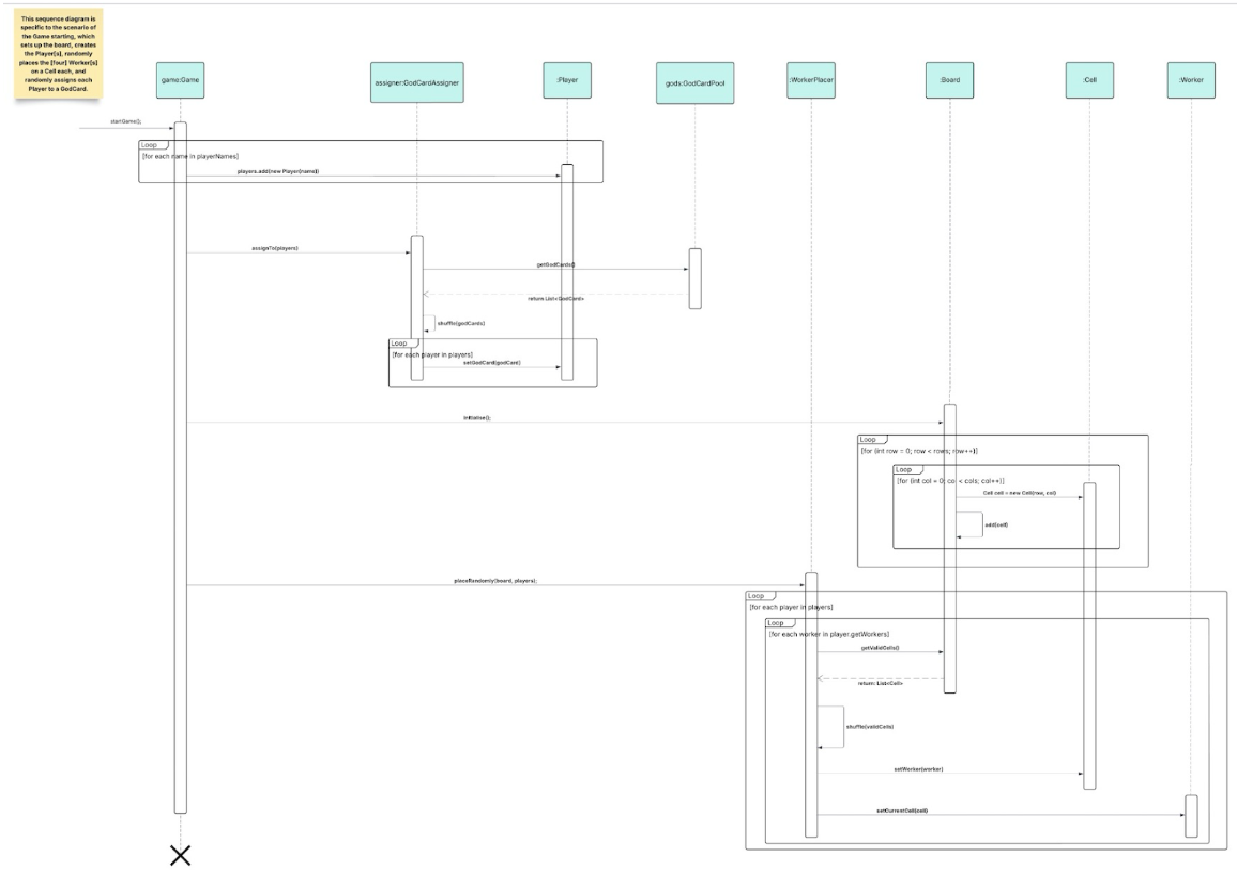 This sequence diagram is
specific to the scenario of
the Game starting, which
sets up the board, creates
the Player(s), randomly
places the [four] Worker(s)
on a Cell each, and
randomly assigns each
Player to a GodCard.
game:Game
assigner:GodCardAssigner
:Player
gods:GodCardPool
:WorkerPlacer
:Board
:Cell
:Worker
startGame();
Loop
[for each name in playerNames]
players.add(new Player(name))
.assignTo(players);
getGodCards()
return List<GodCard>
shuffle(godCards)
Loop
[for each player in players]
setGodCard(godCard)
initialise();
Loop
[for (int row = 0; row < rows; row++)]
Loop
[for (int col = 0; col < cols; col++)]
Cell cell = new Cell(row, col)
.add(cell)
placeRandomly(board, players);
Loop
[for each player in players]
Loop
[for each worker in player.getWorkers]
getValidCells()
return List<Cell>
shuffle(validCells)
setWorker(worker)
setCurrentCell(cell)